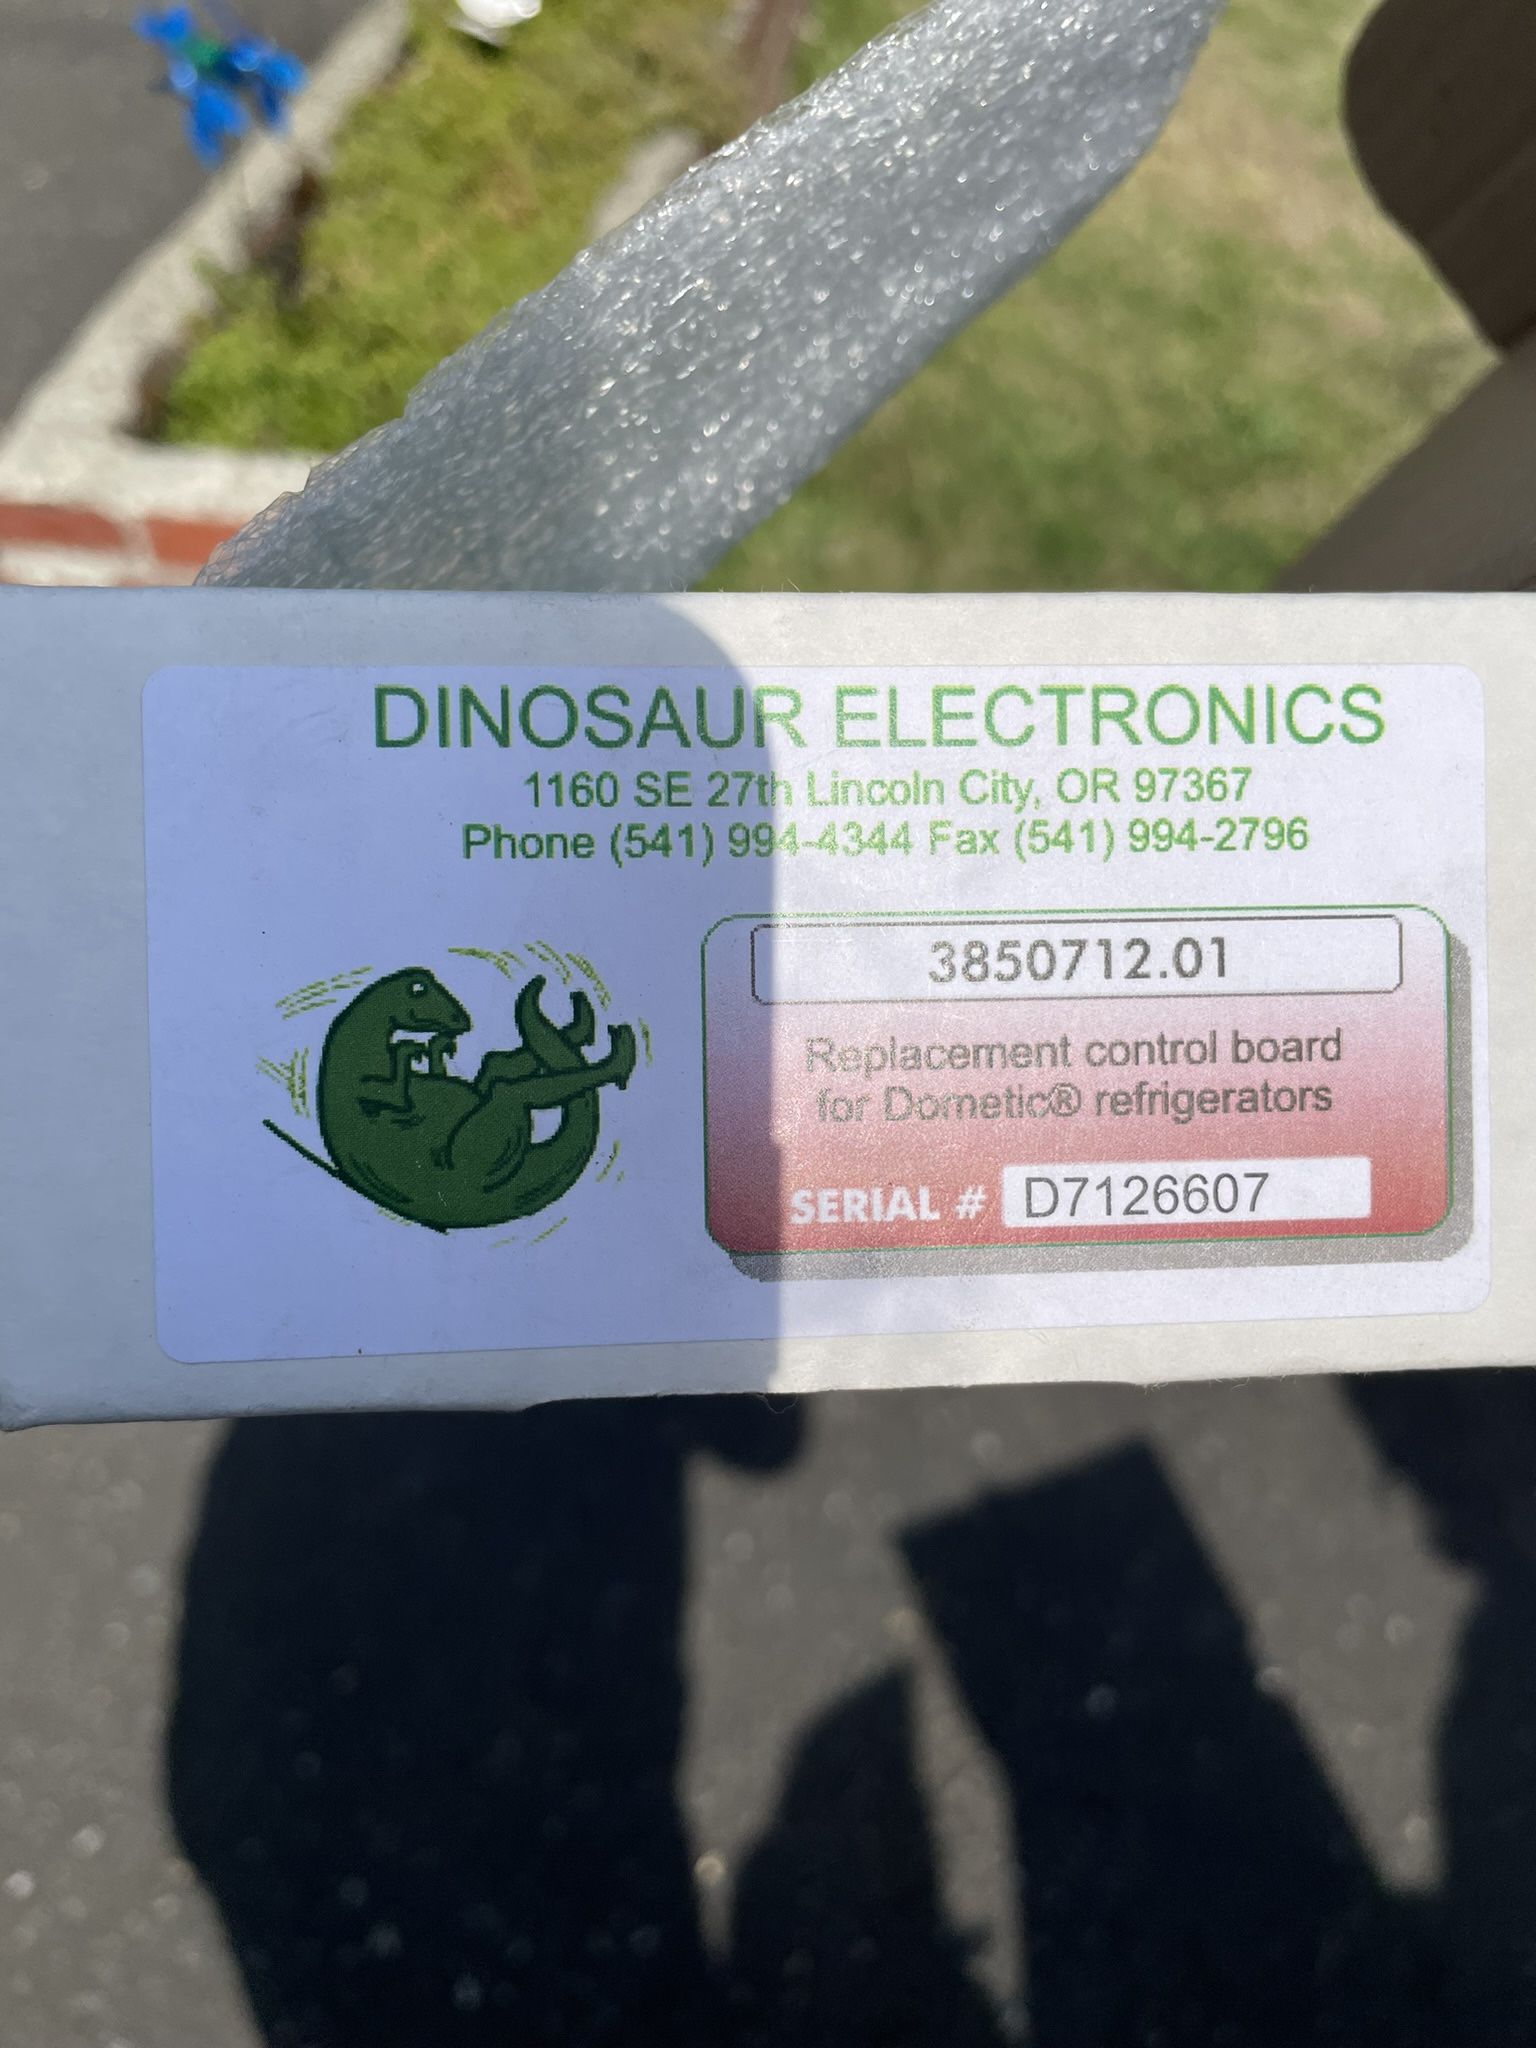 DINOSAUR ELECTRONICS
1160 SE 27th Lincoln City, OR 97367
Phone (541) 994-4344 Fax (541) 994-2796
3850712.01
Replacement control board
for Dometic® refrigerators
SERIAL # D7126607